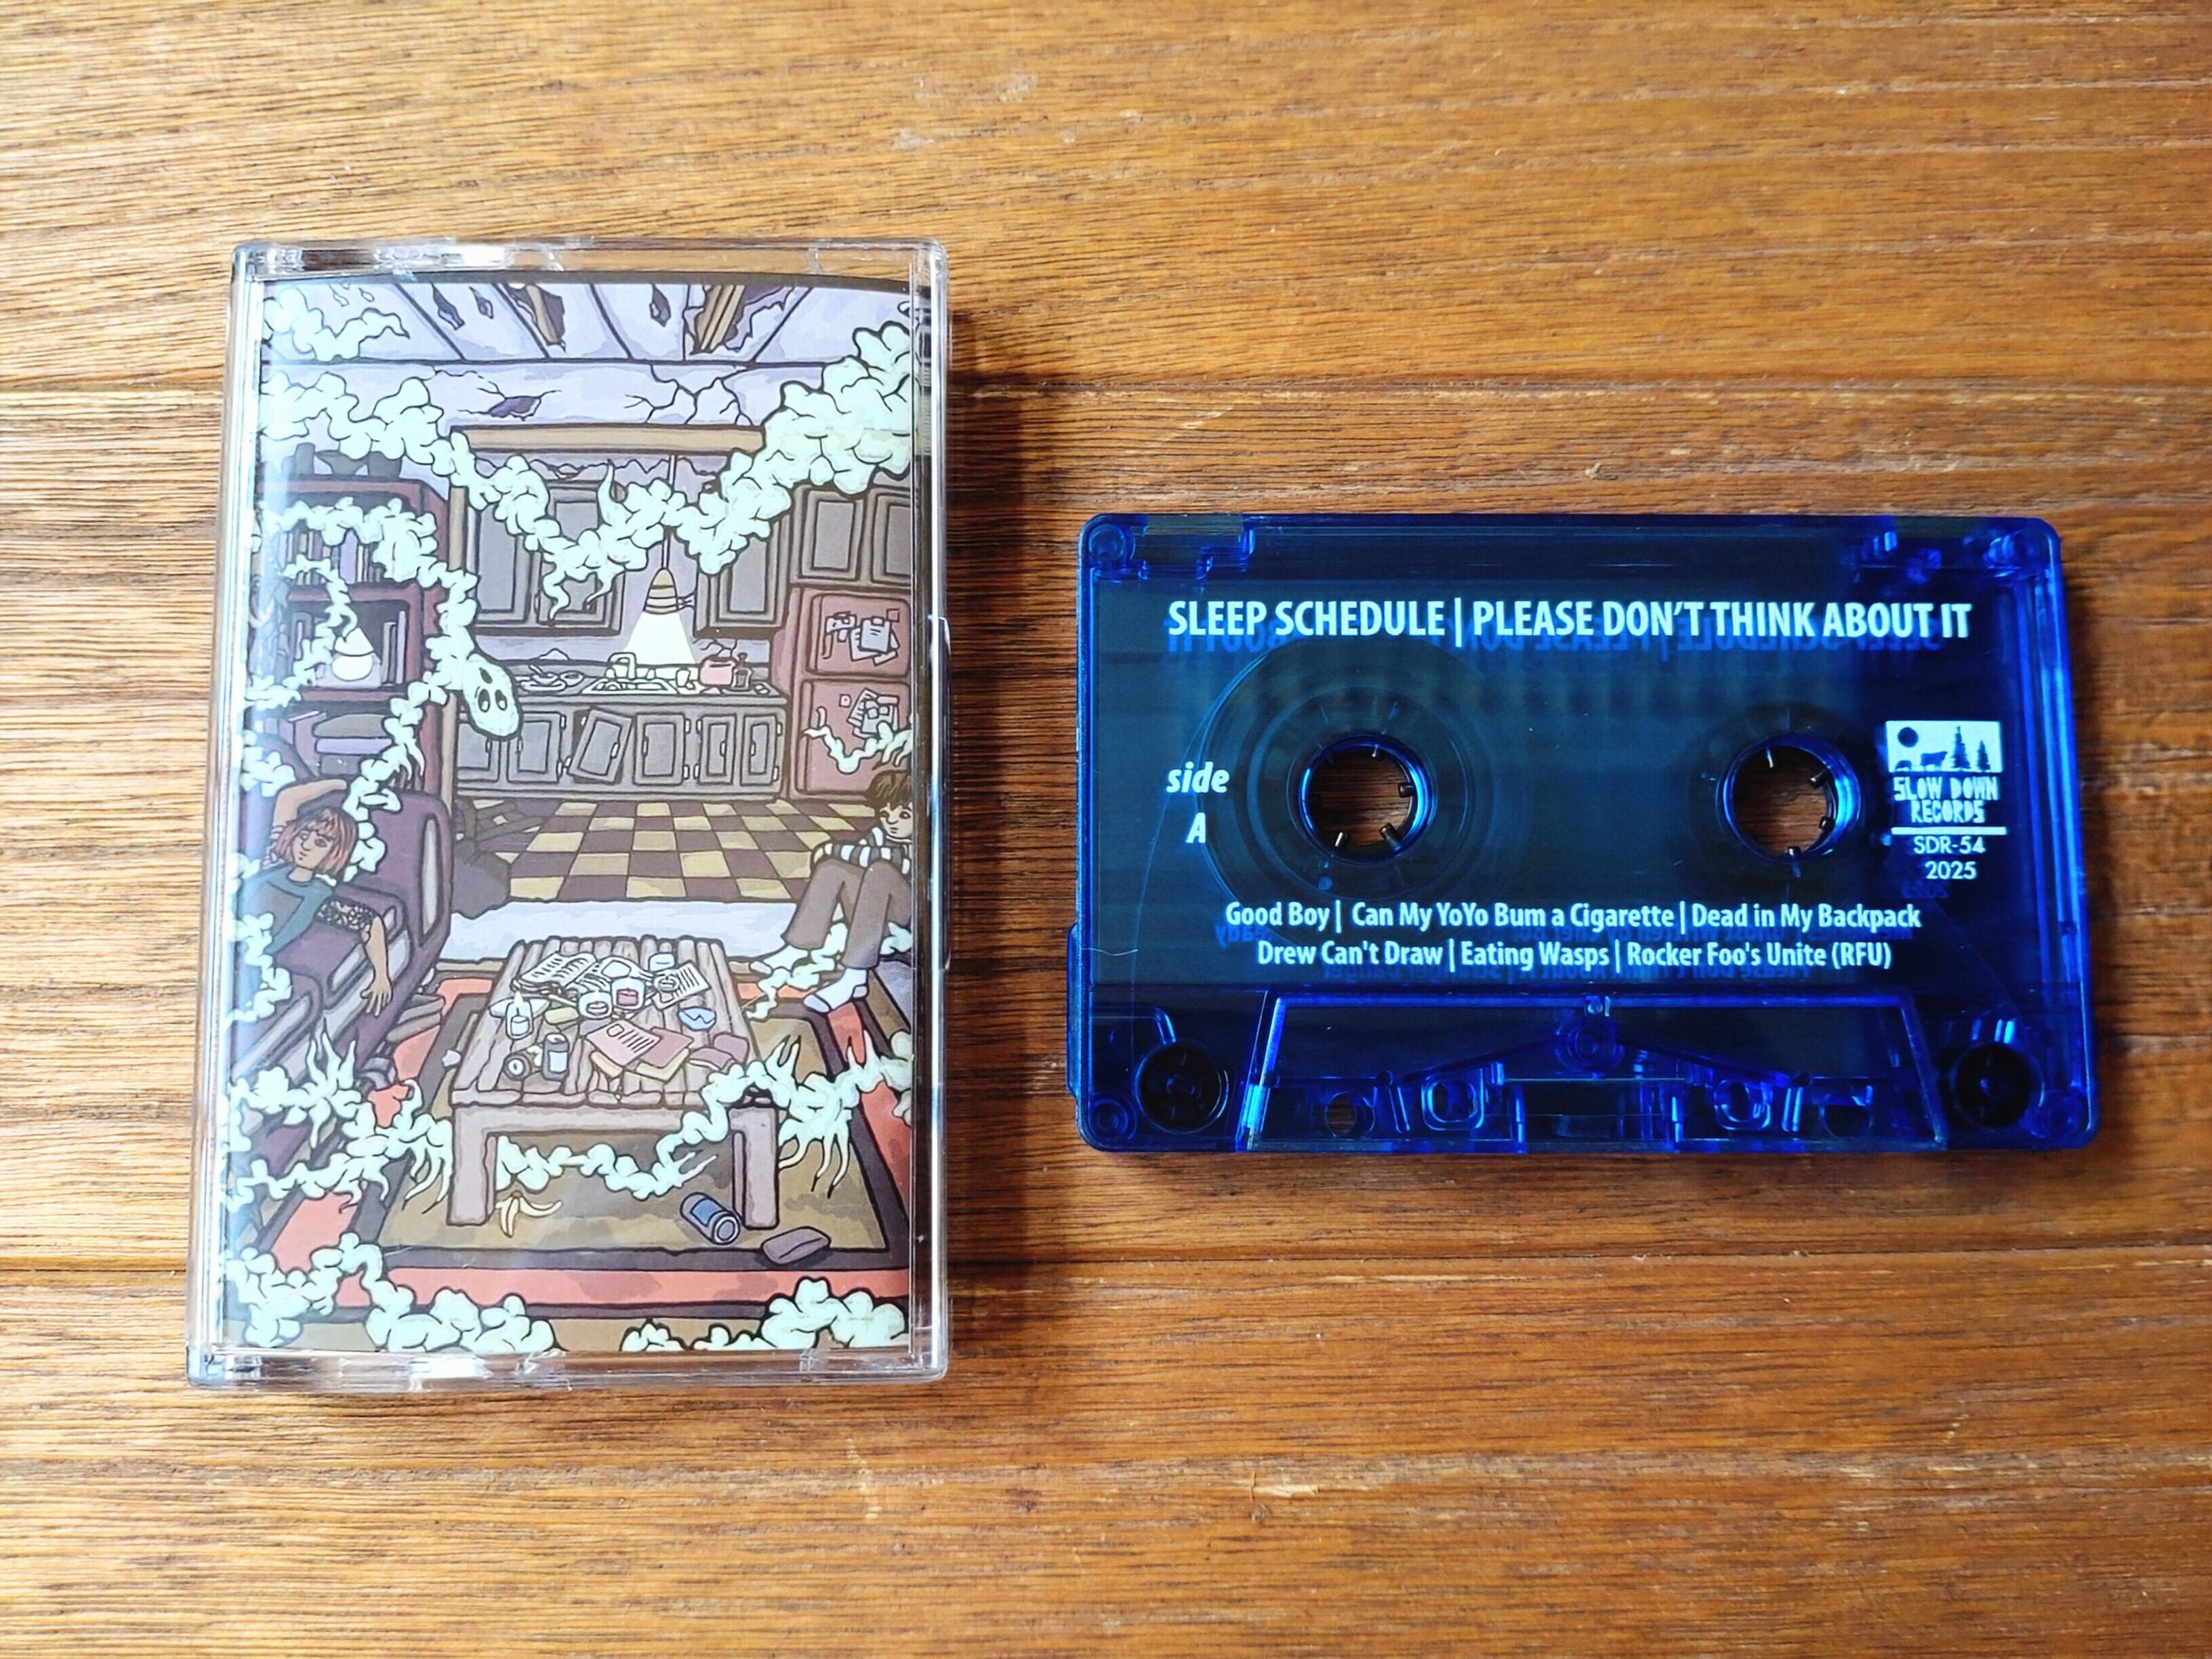 SLEEP SCHEDULE | PLEASE DON'T THINK ABOUT IT
side
A
SLOW DOWN
RECORDS
SDR-54
2025
Good Boy | Can My YoYo Bum a Cigarette | Dead in My Backpack
Drew Can't Draw | Eating Wasps | Rocker Foo's Unite (RFU)